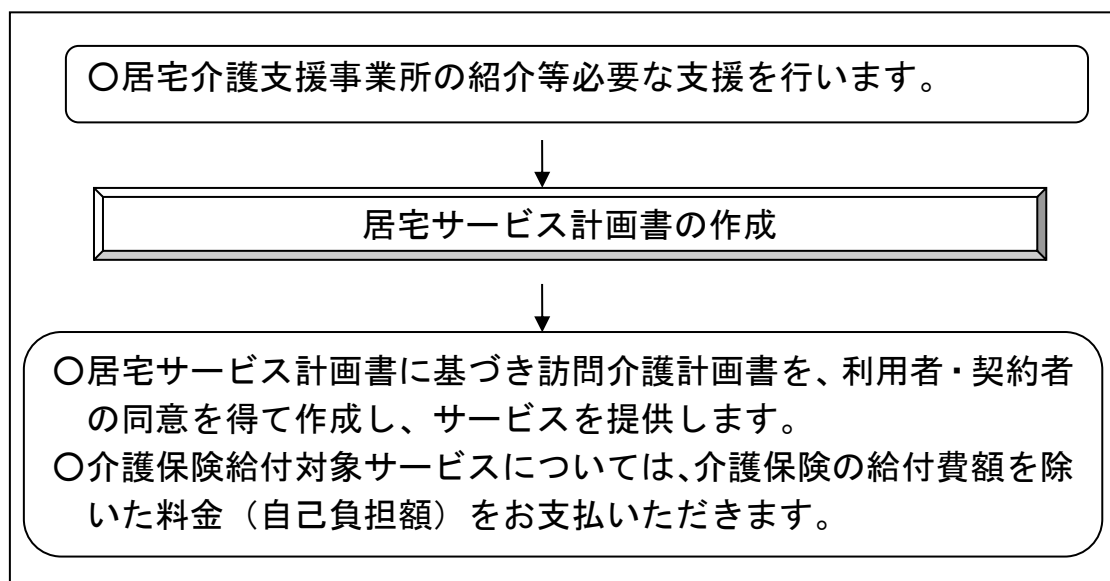 ○居宅介護支援事業所の紹介等必要な支援を行います。
居宅サービス計画書の作成
○居宅サービス計画書に基づき訪問介護計画書を、利用者・契約者
の同意を得て作成し、サービスを提供します。
○介護保険給付対象サービスについては、介護保険の給付費額を除
いた料金（自己負担額）をお支払いただきます。